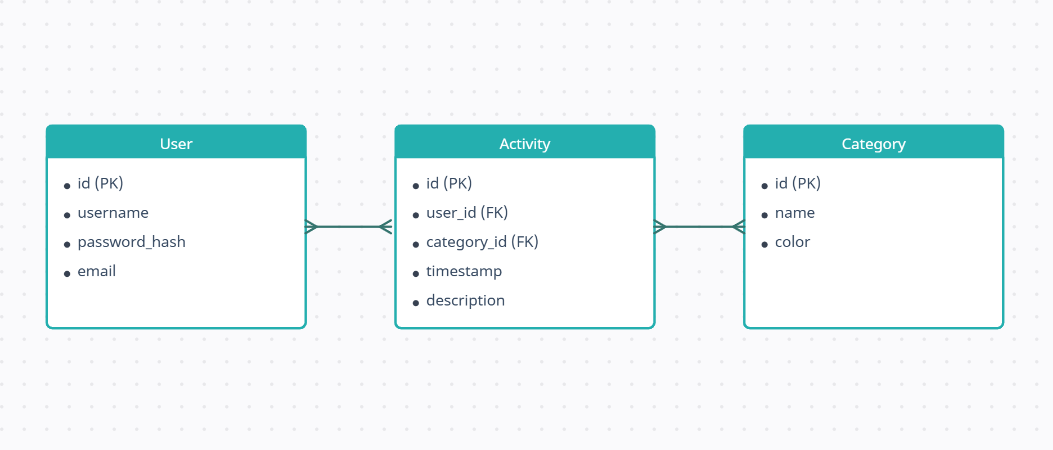 User
• id (PK)
• username
• password_hash
• email
Activity
• id (PK)
• user_id (FK)
• category_id (FK)
• timestamp
• description
Category
• id (PK)
• name
• color